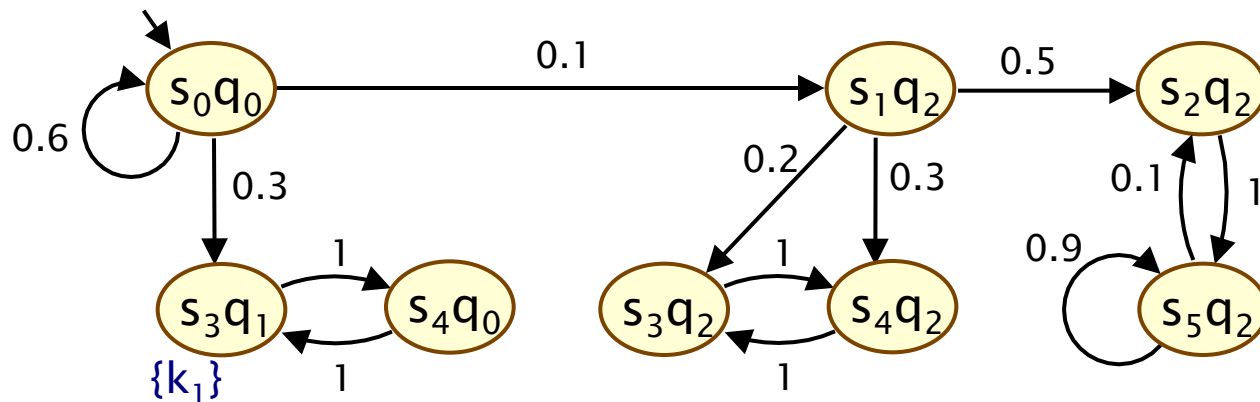 0.1
s₀q₀
s₁q₂
0.5
s₂q₂
0.6
0.3
0.2
0.3
0.1
1
1
1
0.9
s₃q₁
s₄q₀
s₃q₂
s₄q₂
s₅q₂
{k₁}
1
1